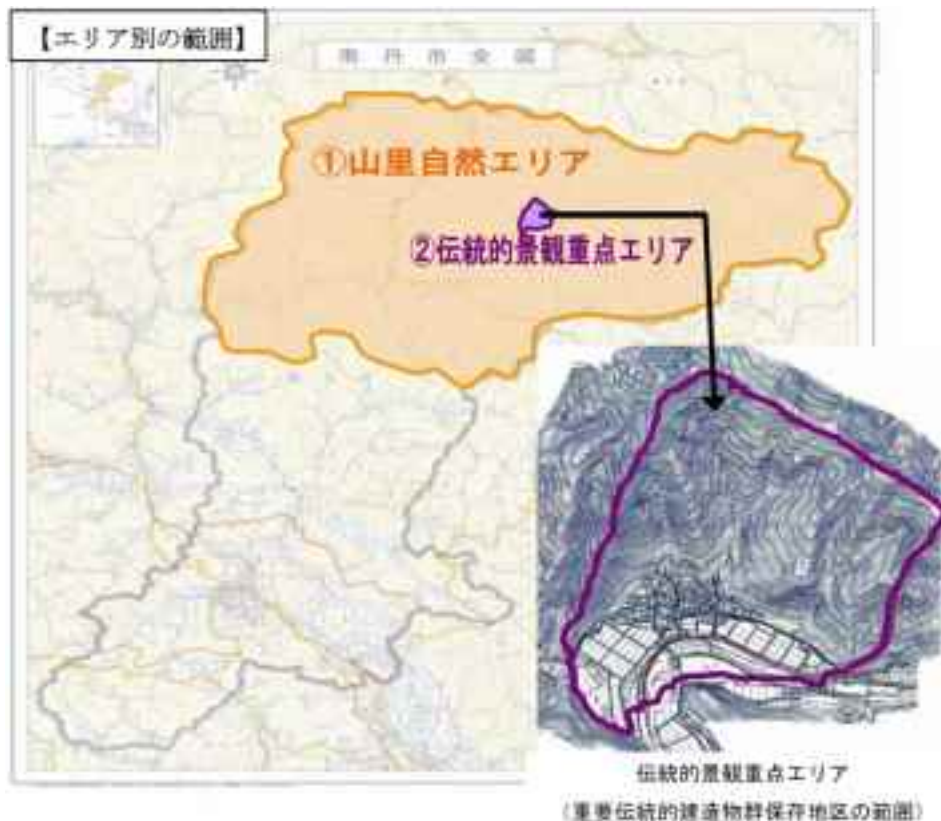 【エリア別の範囲】
南丹市全図
①山里自然エリア
②伝統的景観重点エリア
伝統的景観重点エリア
（重要伝統的建造物群保存地区の範囲）